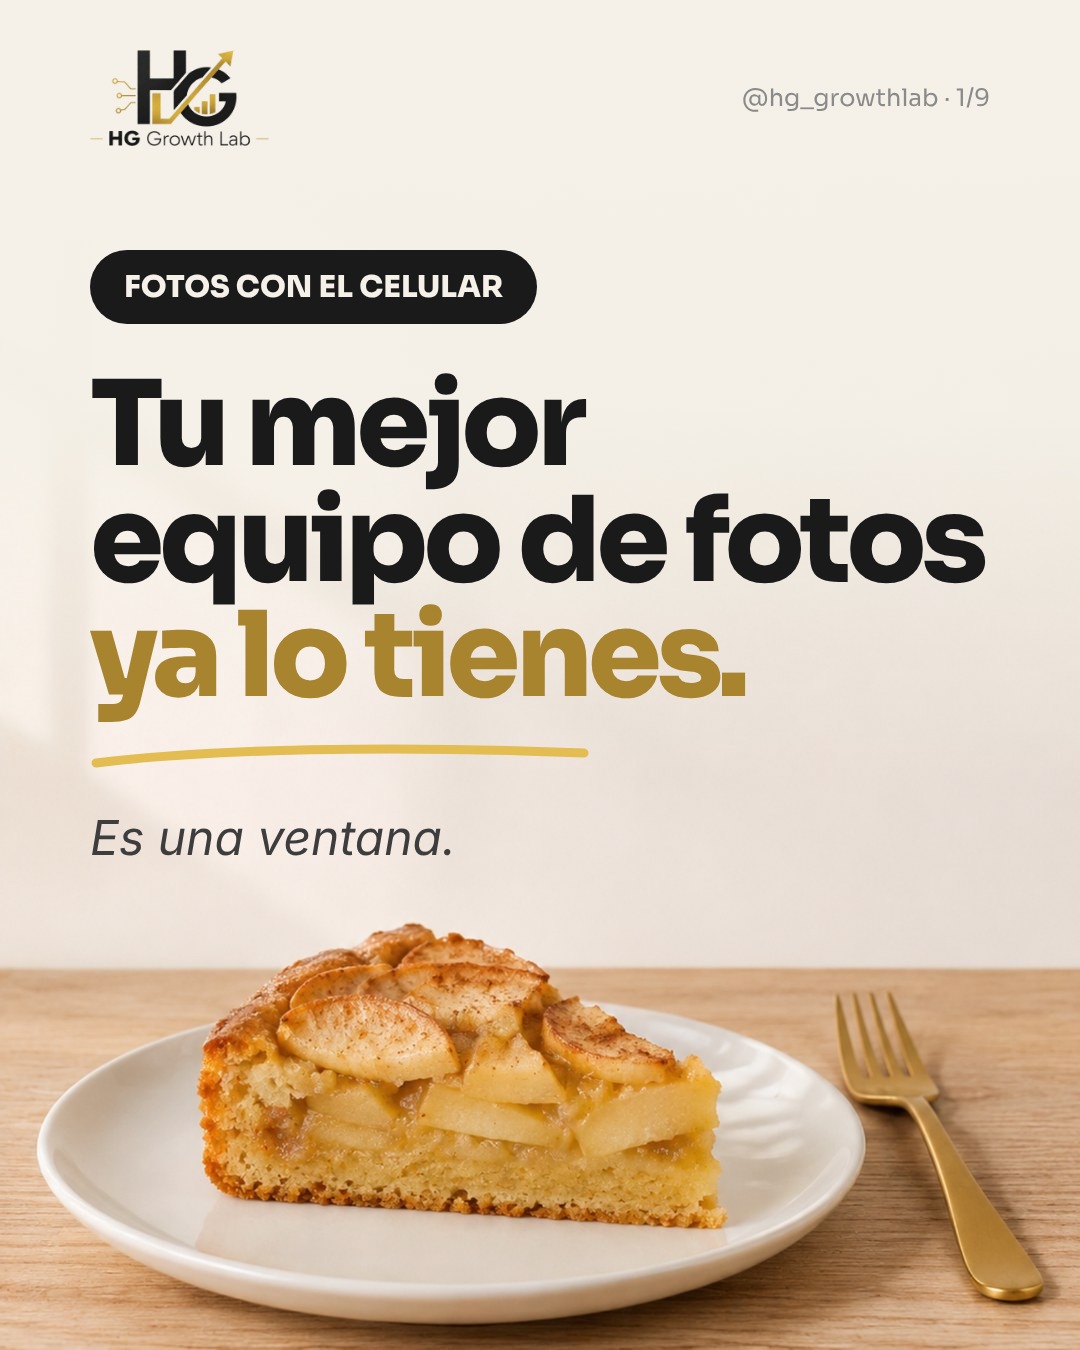 HG
HG Growth Lab
@hg_growthlab · 1/9
FOTOS CON EL CELULAR
Tu mejor
equipo de fotos
ya lo tienes.
Es una ventana.